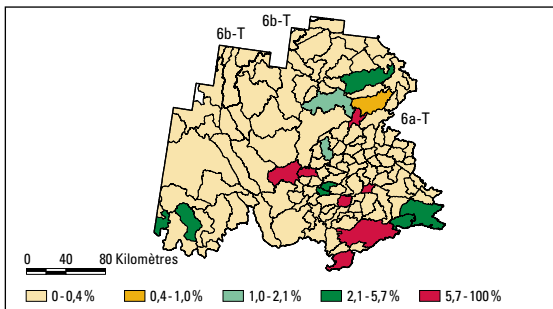 6b-T
6b-T
6a-T
0 40 80 Kilomètres
0 - 0,4 % 0,4 - 1,0 % 1,0 - 2,1 % 2,1 - 5,7 % 5,7 - 100 %